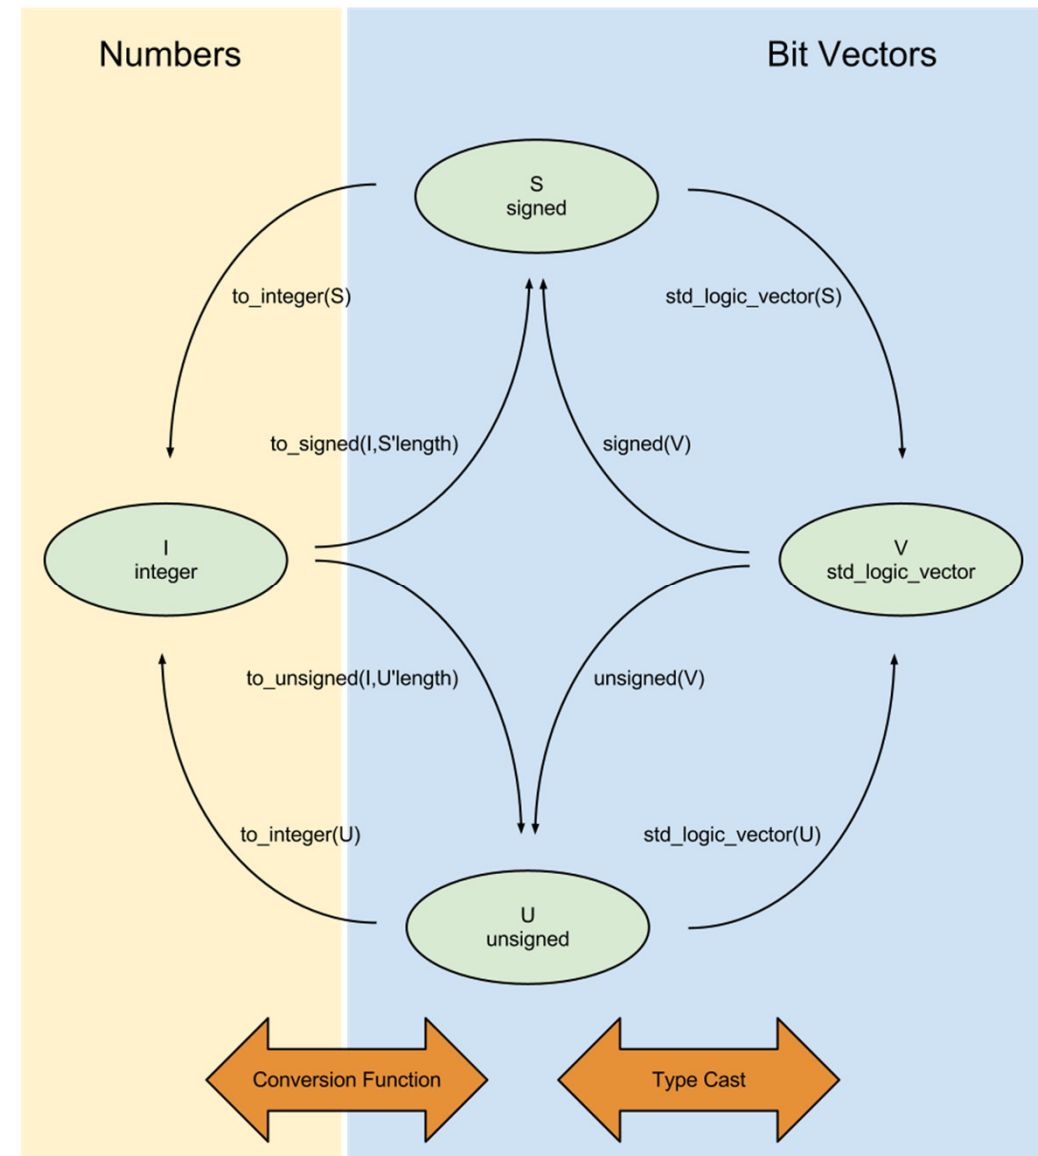 Numbers
Bit Vectors
S
signed
to_integer(S)
std_logic_vector(S)
to_signed(I,S'length)
signed(V)
I
integer
V
std_logic_vector
to_unsigned(I,U'length)
unsigned(V)
to_integer(U)
std_logic_vector(U)
U
unsigned
Conversion Function
Type Cast